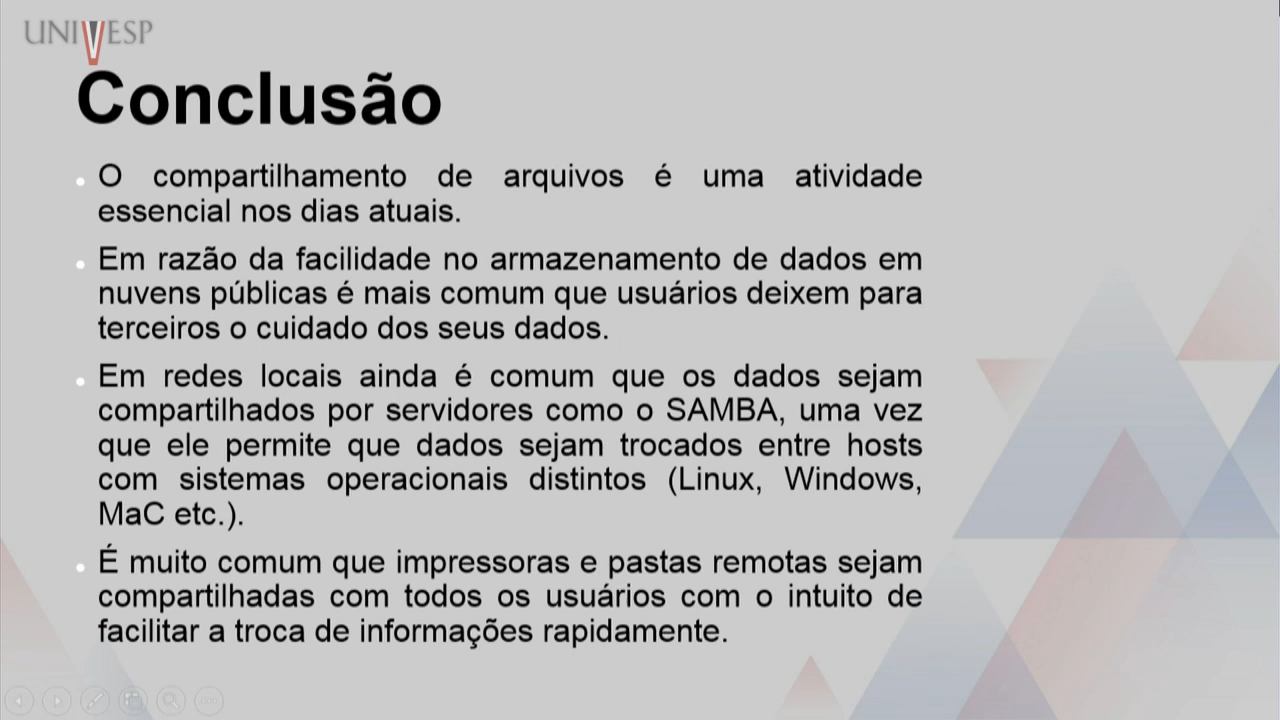 UNIVESP
Conclusão
O compartilhamento de arquivos é uma atividade
essencial nos dias atuais.
Em razão da facilidade no armazenamento de dados em
nuvens públicas é mais comum que usuários deixem para
terceiros o cuidado dos seus dados.
Em redes locais ainda é comum que os dados sejam
compartilhados por servidores como o SAMBA, uma vez
que ele permite que dados sejam trocados entre hosts
com sistemas operacionais distintos (Linux, Windows,
MaC etc.).
É muito comum que impressoras e pastas remotas sejam
compartilhadas com todos os usuários com o intuito de
facilitar a troca de informações rapidamente.